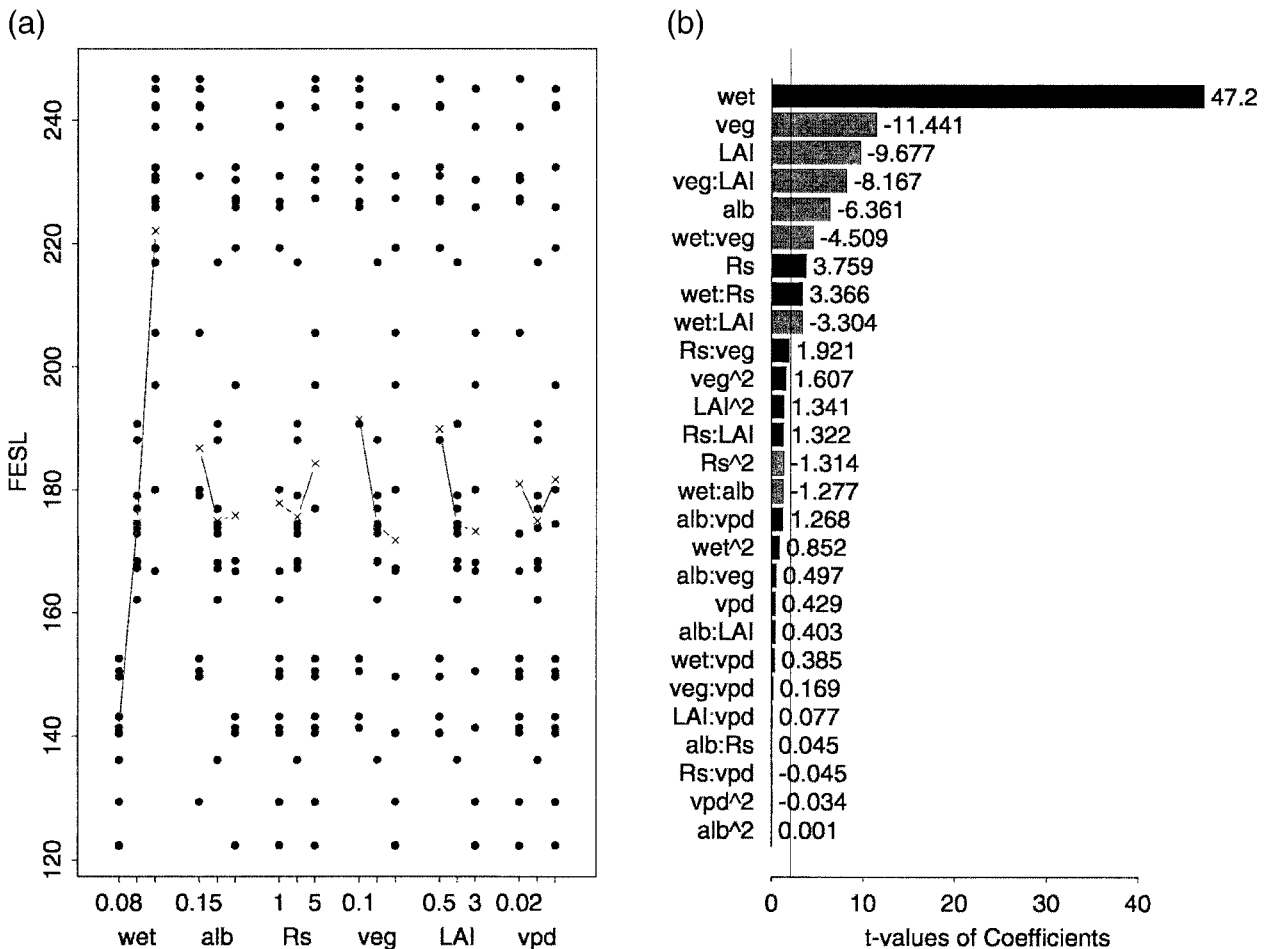 (a)
FESL
240
220
200
180
160
140
120
0.08 0.15 1 5 0.1 0.5 3 0.02
wet alb Rs veg LAI vpd
(b)
wet 47.2
veg -11.441
LAI -9.677
veg:LAI -8.167
alb -6.361
wet:veg -4.509
Rs 3.759
wet:Rs 3.366
wet:LAI -3.304
Rs:veg 1.921
veg^2 1.607
LAI^2 1.341
Rs:LAI 1.322
Rs^2 -1.314
wet:alb -1.277
alb:vpd 1.268
wet^2 0.852
alb:veg 0.497
vpd 0.429
alb:LAI 0.403
wet:vpd 0.385
veg:vpd 0.169
LAI:vpd 0.077
alb:Rs 0.045
Rs:vpd -0.045
vpd^2 -0.034
alb^2 0.001
0 10 20 30 40
t-values of Coefficients